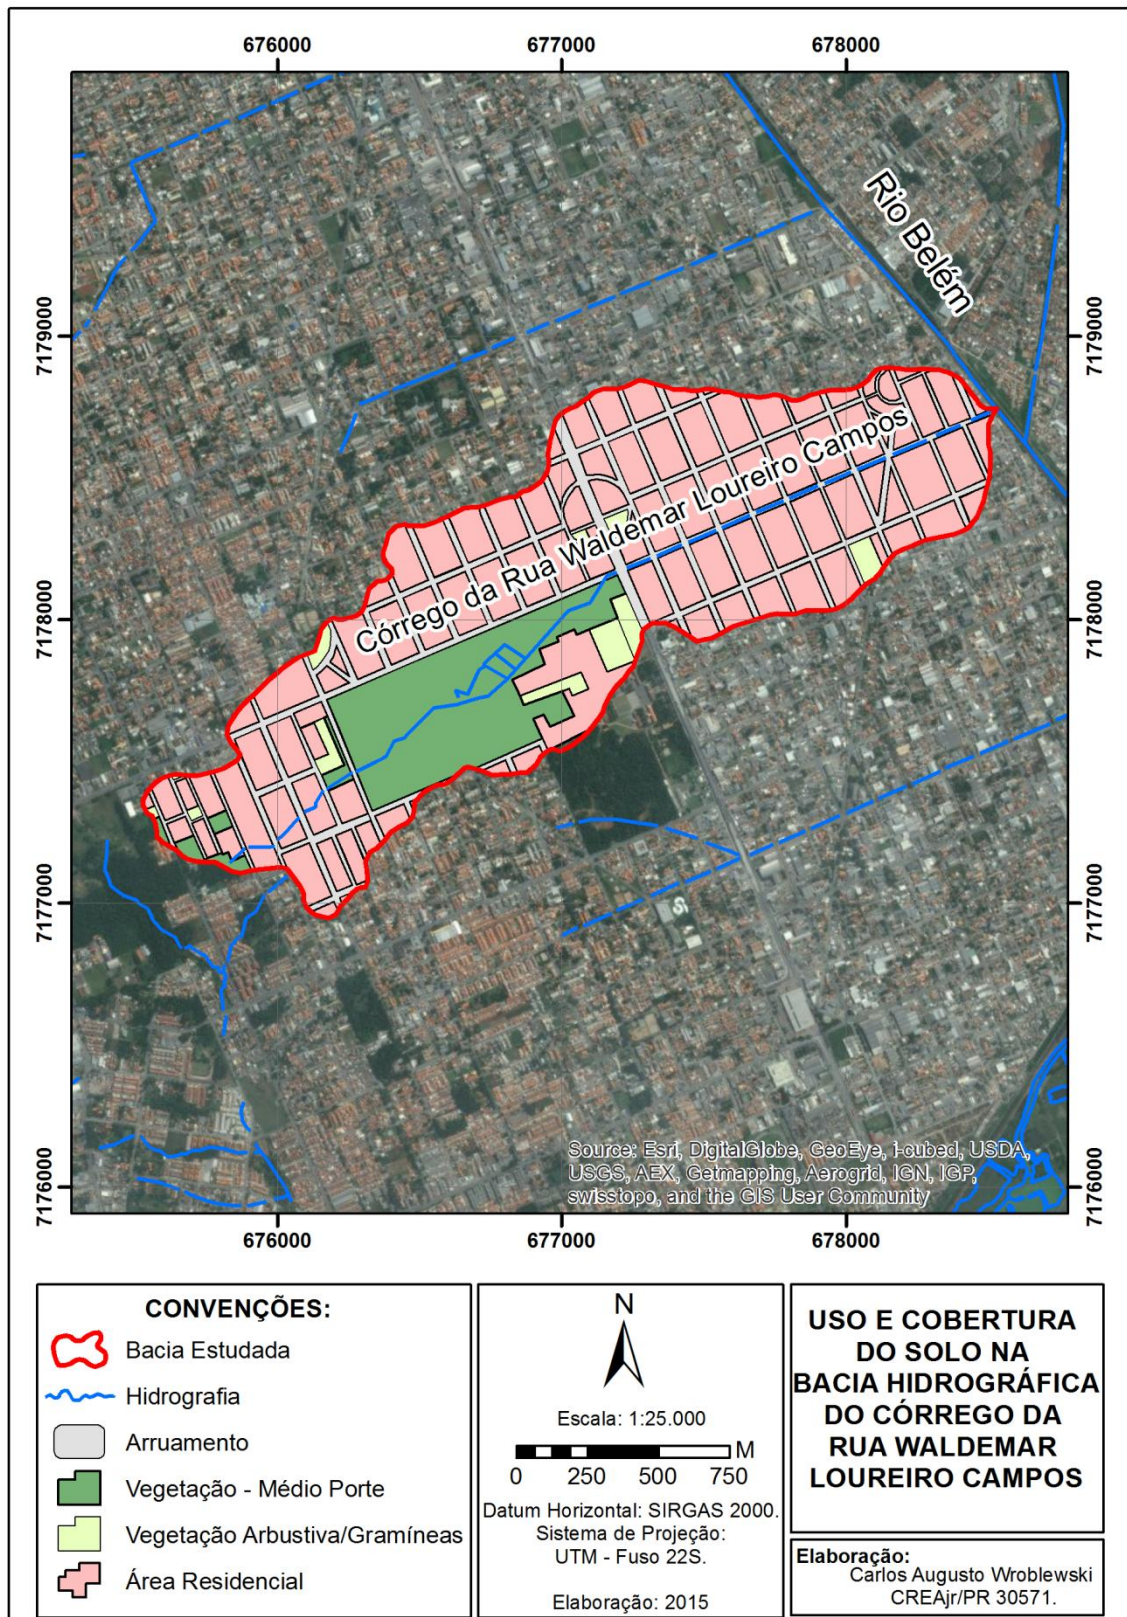 676000
677000
678000
Rio Belém
7179000
7179000
Córrego da Rua Waldemar Loureiro Campos
7178000
7178000
7177000
7177000
Source: Esri, DigitalGlobe, GeoEye, i-cubed, USDA,
USGS, AEX, Getmapping, Aerogrid, IGN, IGP,
swisstopo, and the GIS User Community
7176000
7176000
676000
677000
678000
CONVENÇÕES:
Bacia Estudada
Hidrografia
Arruamento
Vegetação - Médio Porte
Vegetação Arbustiva/Gramíneas
Área Residencial
N
Escala: 1:25.000
M
0 250 500 750
Datum Horizontal: SIRGAS 2000.
Sistema de Projeção:
UTM - Fuso 22S.
Elaboração: 2015
USO E COBERTURA
DO SOLO NA
BACIA HIDROGRÁFICA
DO CÓRREGO DA
RUA WALDEMAR
LOUREIRO CAMPOS
Elaboração:
Carlos Augusto Wroblewski
CREAjr/PR 30571.